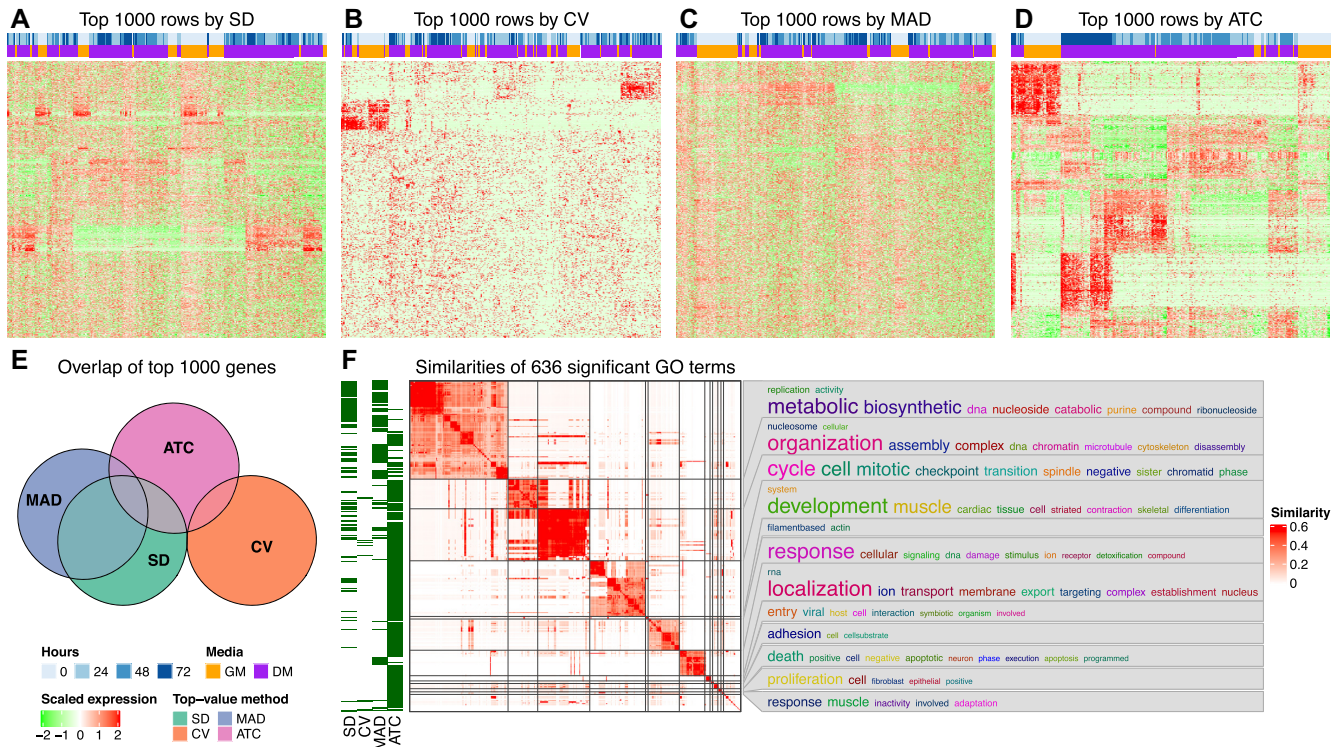 A
Top 1000 rows by SD
B
Top 1000 rows by CV
C
Top 1000 rows by MAD
D
Top 1000 rows by ATC
E
Overlap of top 1000 genes
ATC
MAD
SD
CV
Hours
0 24 48 72
Media
GM DM
Scaled expression
−2 −1 0 1 2
Top−value method
SD MAD
CV ATC
F
Similarities of 636 significant GO terms
SD
CV
MAD
ATC
replication activity
metabolic biosynthetic dna nucleoside catabolic purine compound ribonucleoside
nucleosome cellular
organization assembly complex dna chromatin microtubule cytoskeleton disassembly
cycle cell mitotic checkpoint transition spindle negative sister chromatid phase
system
development muscle cardiac tissue cell striated contraction skeletal differentiation
filamentbased actin
response cellular signaling dna damage stimulus ion receptor detoxification compound
rna
localization ion transport membrane export targeting complex establishment nucleus
entry viral host cell interaction symbiotic organism involved
adhesion cell cellsubstrate
death positive cell negative apoptotic neuron phase execution apoptosis programmed
proliferation cell fibroblast epithelial positive
response muscle inactivity involved adaptation
Similarity
0.6
0.4
0.2
0